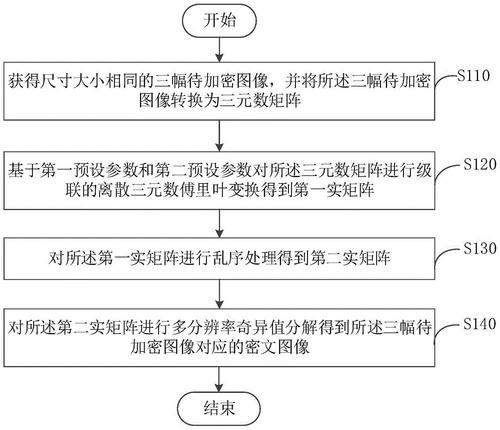 开始
获得尺寸大小相同的三幅待加密图像，并将所述三幅待加密
图像转换为三元数矩阵
S110
基于第一预设参数和第二预设参数对所述三元数矩阵进行级
联的离散三元数傅里叶变换得到第一实矩阵
S120
对所述第一实矩阵进行乱序处理得到第二实矩阵
S130
对所述第二实矩阵进行多分辨率奇异值分解得到所述三幅待
加密图像对应的密文图像
S140
结束